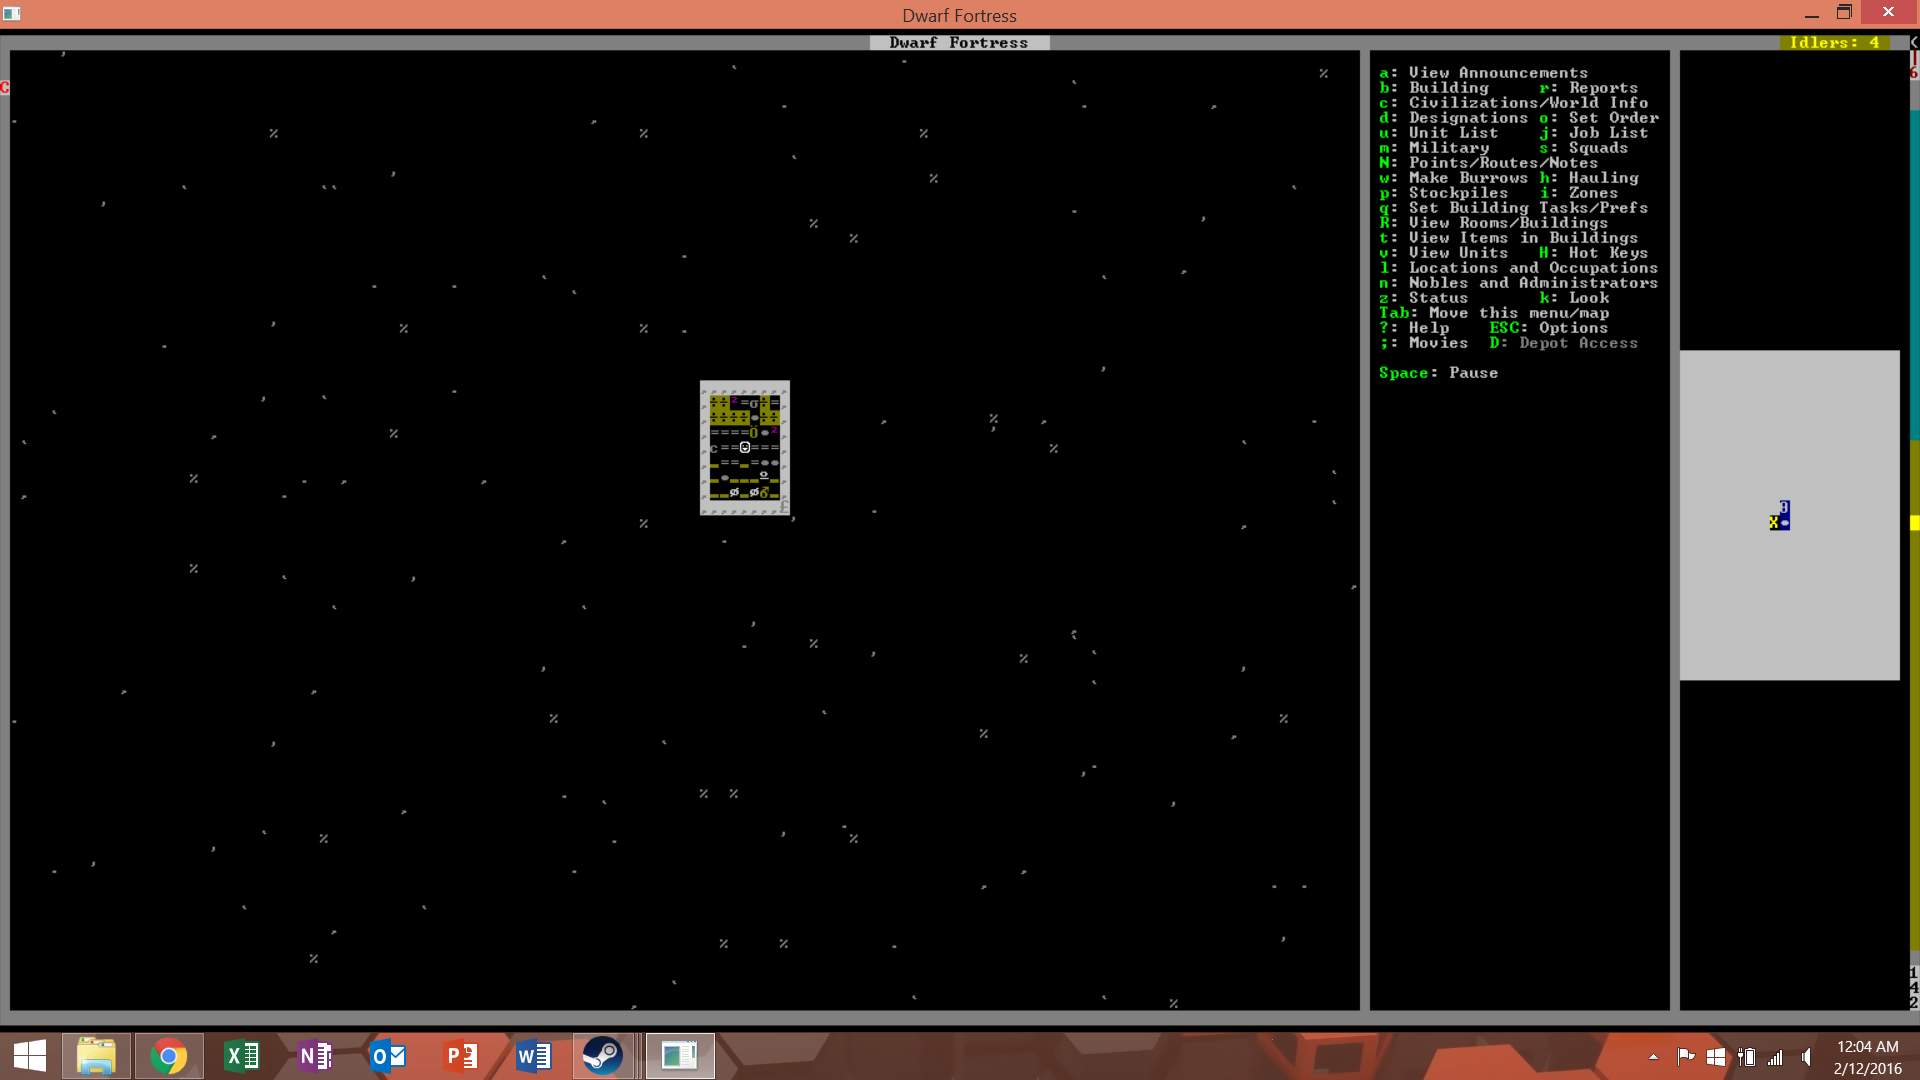 Dwarf Fortress
Dwarf Fortress
Idlers: 4
a: View Announcements
b: Building r: Reports
c: Civilizations/World Info
d: Designations o: Set Order
u: Unit List j: Job List
m: Military s: Squads
N: Points/Routes/Notes
w: Make Burrows h: Hauling
p: Stockpiles i: Zones
q: Set Building Tasks/Prefs
R: View Rooms/Buildings
t: View Items in Buildings
v: View Units H: Hot Keys
l: Locations and Occupations
n: Nobles and Administrators
z: Status k: Look
Tab: Move this menu/map
?: Help ESC: Options
;: Movies D: Depot Access
Space: Pause
12:04 AM
2/12/2016